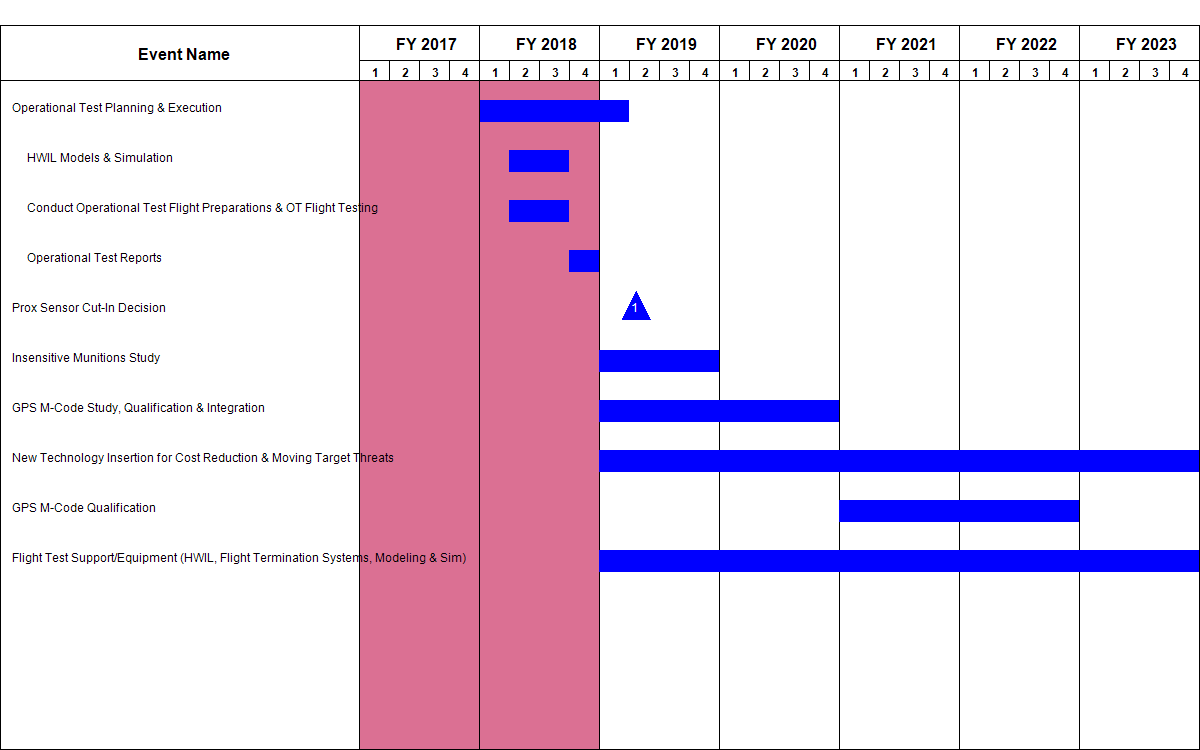 Event Name
FY 2017 FY 2018 FY 2019 FY 2020 FY 2021 FY 2022 FY 2023
1 2 3 4 1 2 3 4 1 2 3 4 1 2 3 4 1 2 3 4 1 2 3 4 1 2 3 4
Operational Test Planning & Execution
HWIL Models & Simulation
Conduct Operational Test Flight Preparations & OT Flight Testing
Operational Test Reports
Prox Sensor Cut-In Decision
1
Insensitive Munitions Study
GPS M-Code Study, Qualification & Integration
New Technology Insertion for Cost Reduction & Moving Target Threats
GPS M-Code Qualification
Flight Test Support/Equipment (HWIL, Flight Termination Systems, Modeling & Sim)